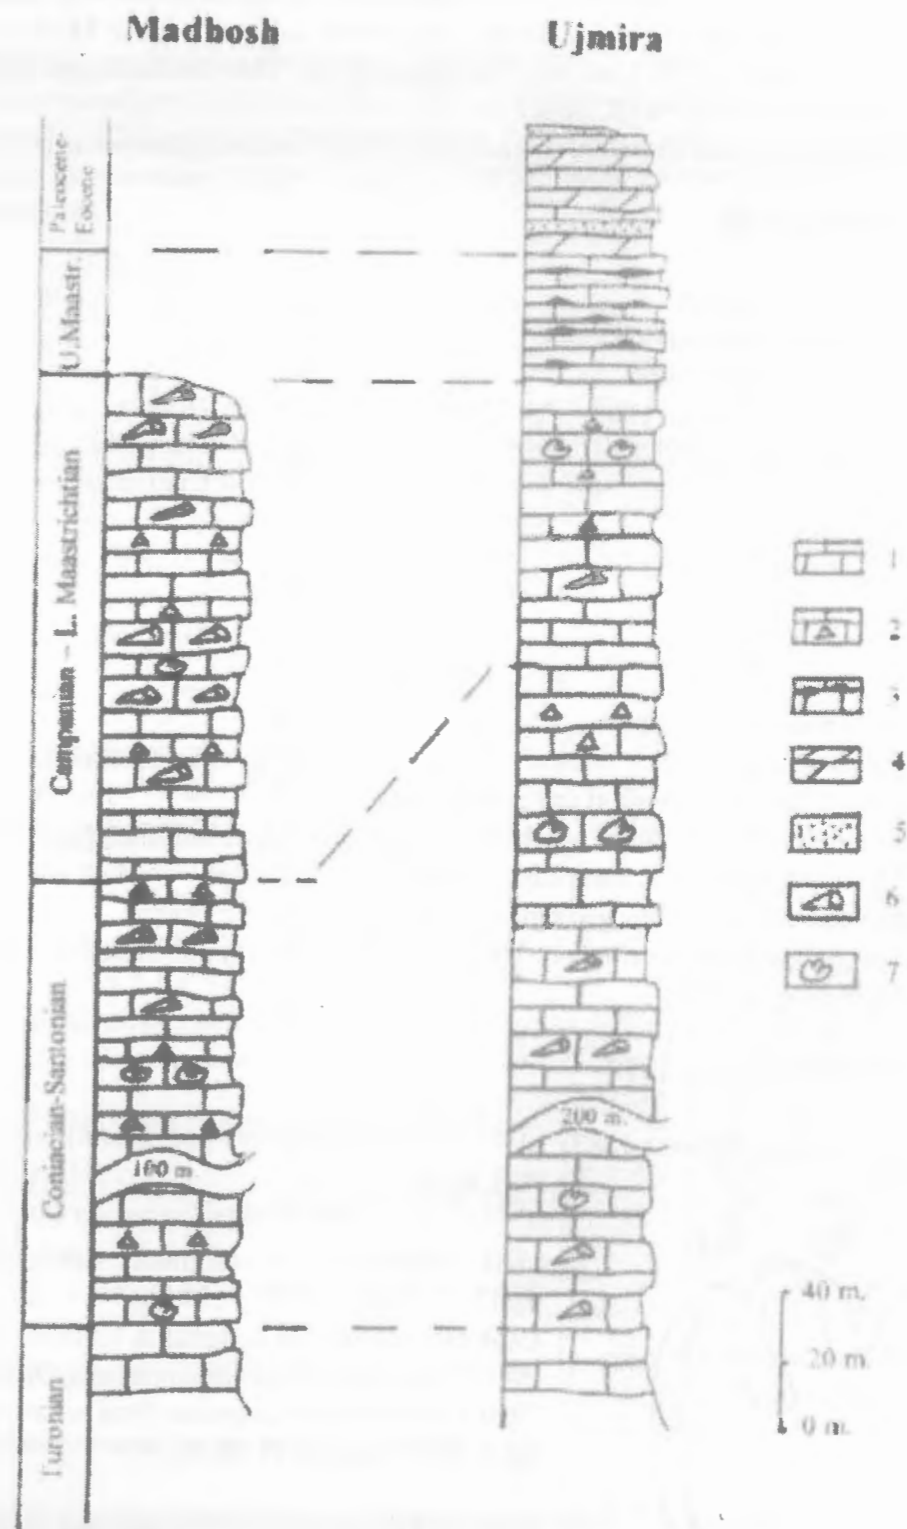 Madbosh
Ujmira
Paleocene-
Eocene
U.Maastr.
Campanian - L. Maastrichtian
Coniacian-Santonian
Turonian
100 m.
200 m.
1
2
3
4
5
6
7
40 m.
20 m.
0 m.